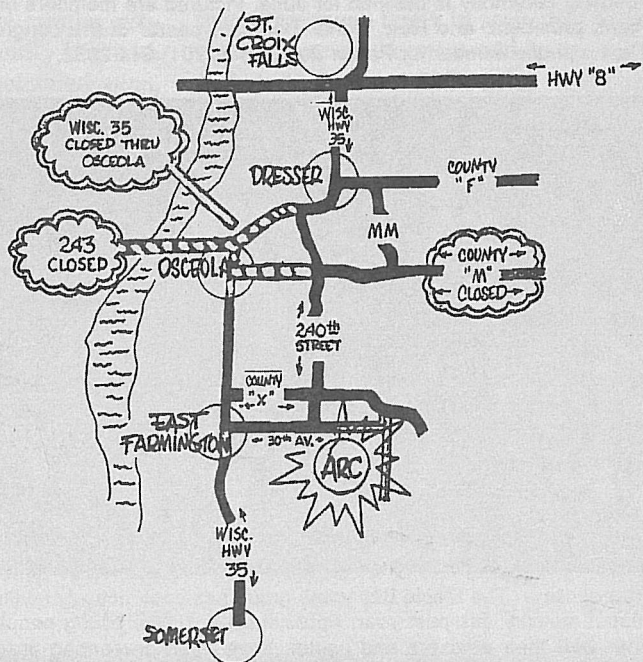 ST.
CROIX
FALLS
HWY "8"
WISC.
HWY
35
WISC. 35
CLOSED THRU
OSCEOLA
DRESSER
COUNTY
"F"
MM
243
CLOSED
OSCEOLA
COUNTY
"M"
CLOSED
240th
STREET
COUNTY
"X"
EAST
FARMINGTON
30th AV.
ARC
WISC.
HWY
35
SOMERSET